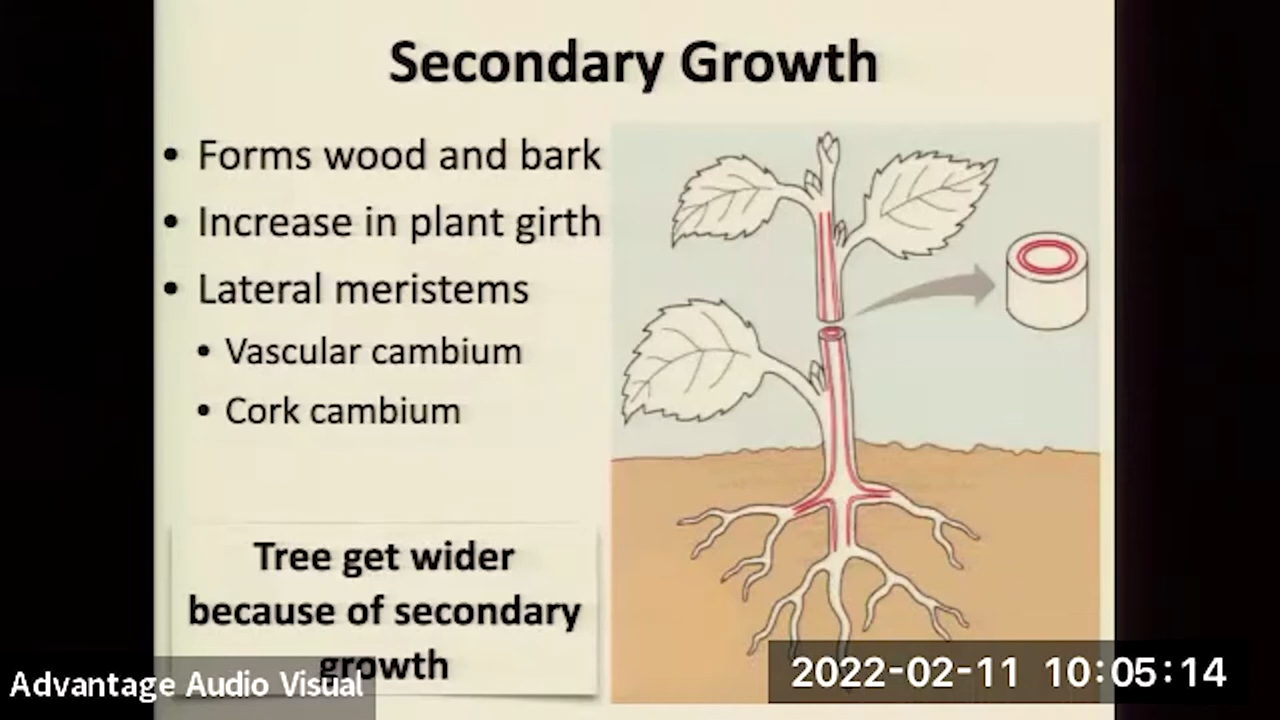 Secondary Growth
• Forms wood and bark
• Increase in plant girth
• Lateral meristems
• Vascular cambium
• Cork cambium
Tree get wider
because of secondary
growth
Advantage Audio Visual
2022-02-11 10:05:14